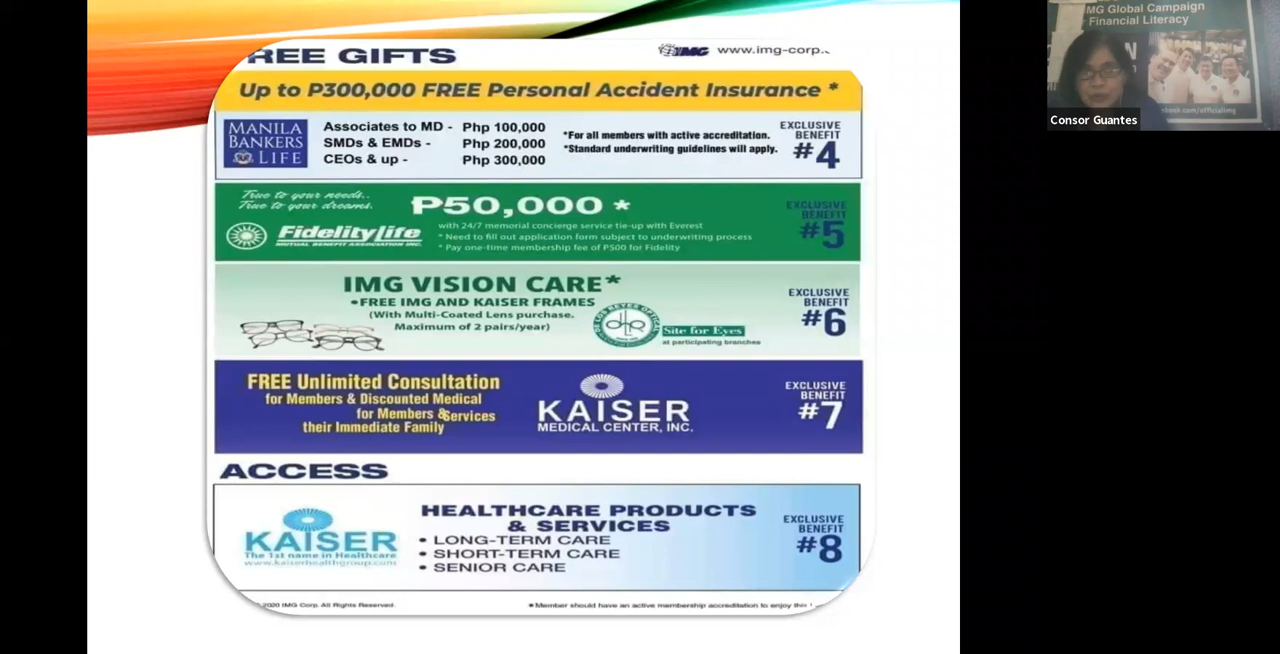 REE GIFTS
IMG www.img-corp.
Up to P300,000 FREE Personal Accident Insurance *
MANILA
BANKERS
LIFE
Associates to MD - Php 100,000
SMDs & EMDs - Php 200,000
CEOs & up - Php 300,000
*For all members with active accreditation.
*Standard underwriting guidelines will apply.
EXCLUSIVE
BENEFIT
#4
True to your needs..
True to your dreams.
Fidelitylife
MUTUAL BENEFIT ASSOCIATION INC.
₱50,000 *
with 24/7 memorial concierge service tie-up with Everest
* Need to fill out application form subject to underwriting process
* Pay one-time membership fee of P500 for Fidelity
EXCLUSIVE
BENEFIT
#5
IMG VISION CARE*
•FREE IMG AND KAISER FRAMES
(With Multi-Coated Lens purchase.
Maximum of 2 pairs/year)
DE LOS REYES OPTICAL
Site for Eyes
at participating branches
EXCLUSIVE
BENEFIT
#6
FREE Unlimited Consultation
for Members & Discounted Medical
for Members & Services
their Immediate Family
KAISER
MEDICAL CENTER, INC.
EXCLUSIVE
BENEFIT
#7
ACCESS
KAISER
The 1st name in Healthcare
www.kaiserhealthgroup.com
HEALTHCARE PRODUCTS
& SERVICES
• LONG-TERM CARE
• SHORT-TERM CARE
• SENIOR CARE
EXCLUSIVE
BENEFIT
#8
2020 IMG Corp. All Rights Reserved.
*Member should have an active membership accreditation to enjoy this
MG Global Campaign
Financial Literacy
Consor Guantes